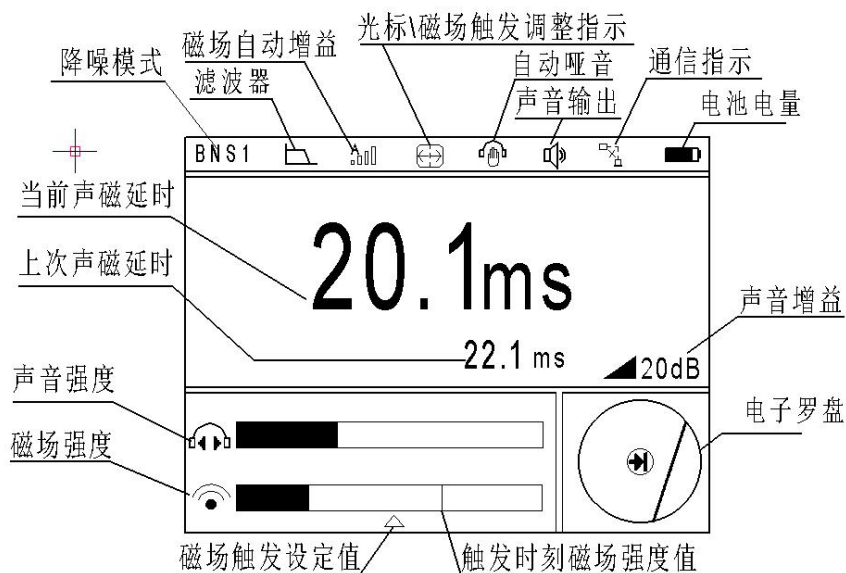 光标\磁场触发调整指示
磁场自动增益
降噪模式
滤波器
自动哑音
通信指示
声音输出
电池电量
BNS1
A
当前声磁延时
20.1ms
上次声磁延时
22.1 ms
声音增益
20dB
声音强度
电子罗盘
磁场强度
磁场触发设定值
触发时刻磁场强度值